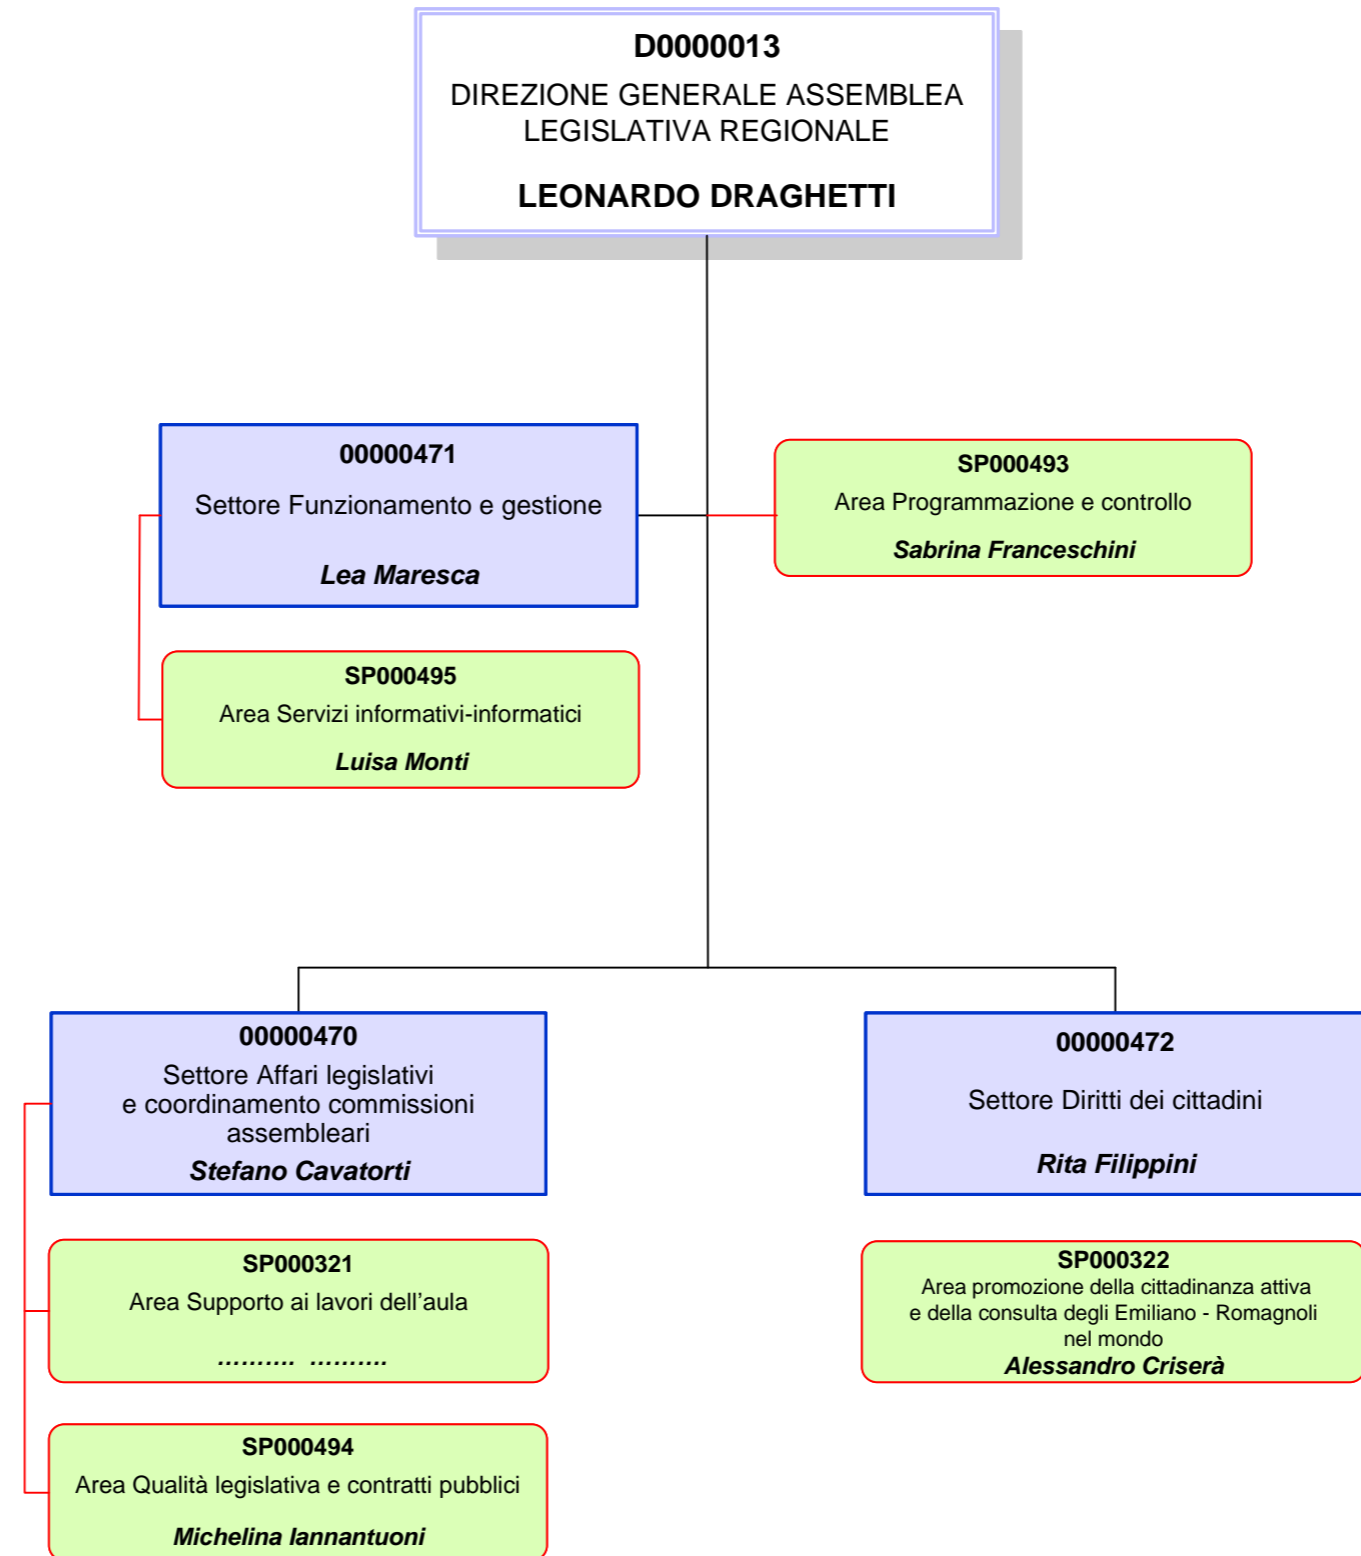 D0000013
DIREZIONE GENERALE ASSEMBLEA
LEGISLATIVA REGIONALE
LEONARDO DRAGHETTI
00000471
Settore Funzionamento e gestione
Lea Maresca
SP000493
Area Programmazione e controllo
Sabrina Franceschini
SP000495
Area Servizi informativi-informatici
Luisa Monti
00000470
Settore Affari legislativi
e coordinamento commissioni
assembleari
Stefano Cavatorti
00000472
Settore Diritti dei cittadini
Rita Filippini
SP000321
Area Supporto ai lavori dell’aula
………. ……….
SP000322
Area promozione della cittadinanza attiva
e della consulta degli Emiliano - Romagnoli
nel mondo
Alessandro Criserà
SP000494
Area Qualità legislativa e contratti pubblici
Michelina Iannantuoni